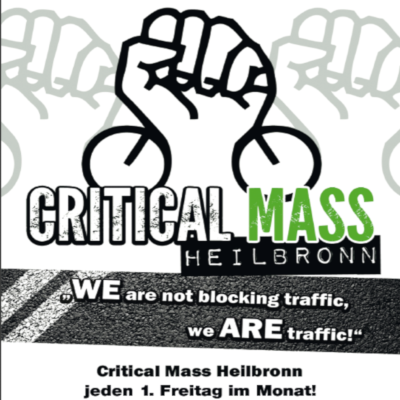 CRITICAL MASS
HEILBRONN
„WE are not blocking traffic,
we ARE traffic!“
Critical Mass Heilbronn
jeden 1. Freitag im Monat!